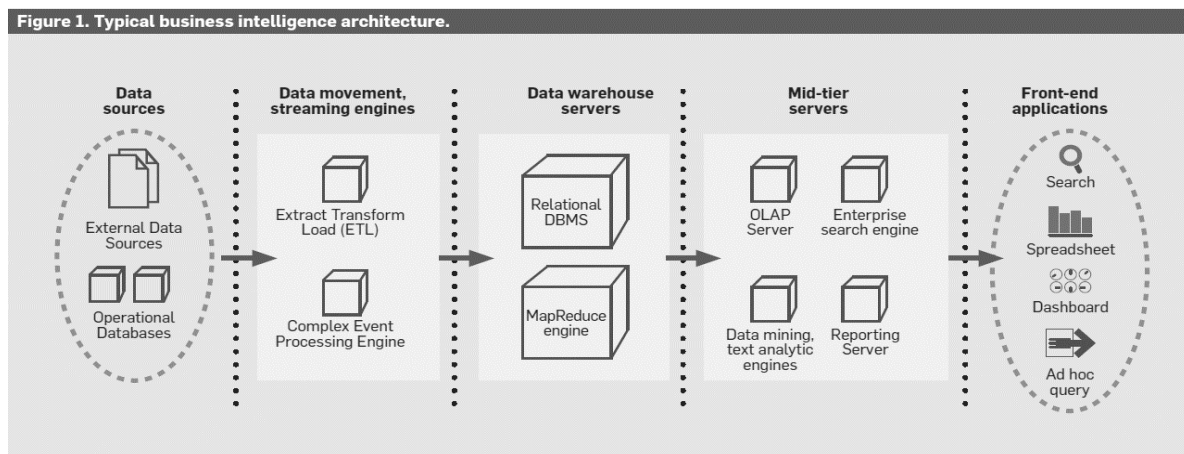 Figure 1. Typical business intelligence architecture.
Data
sources
External Data
Sources
Operational
Databases
Data movement,
streaming engines
Extract Transform
Load (ETL)
Complex Event
Processing Engine
Data warehouse
servers
Relational
DBMS
MapReduce
engine
Mid-tier
servers
OLAP
Server
Enterprise
search engine
Data mining,
text analytic
engines
Reporting
Server
Front-end
applications
Search
Spreadsheet
Dashboard
Ad hoc
query